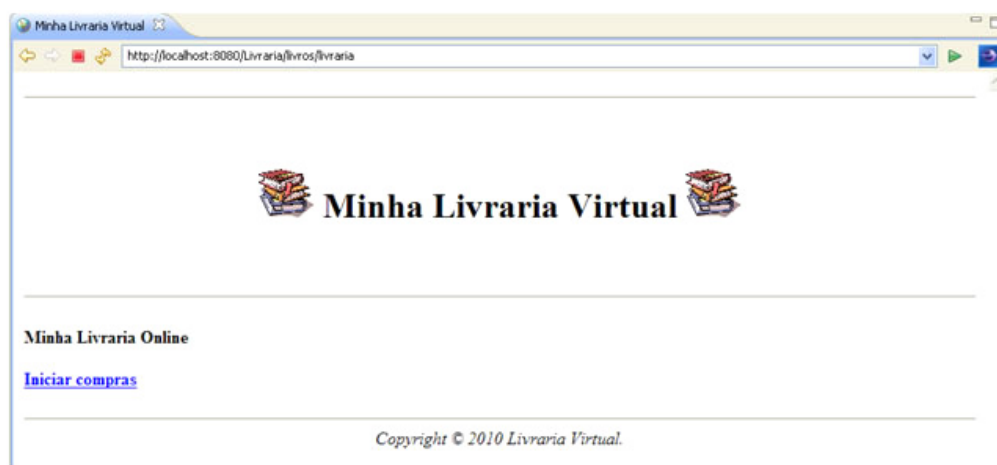 Minha Livraria Virtual
http://localhost:8080/Livraria/livros/livraria
Minha Livraria Virtual
Minha Livraria Online
Iniciar compras
Copyright © 2010 Livraria Virtual.